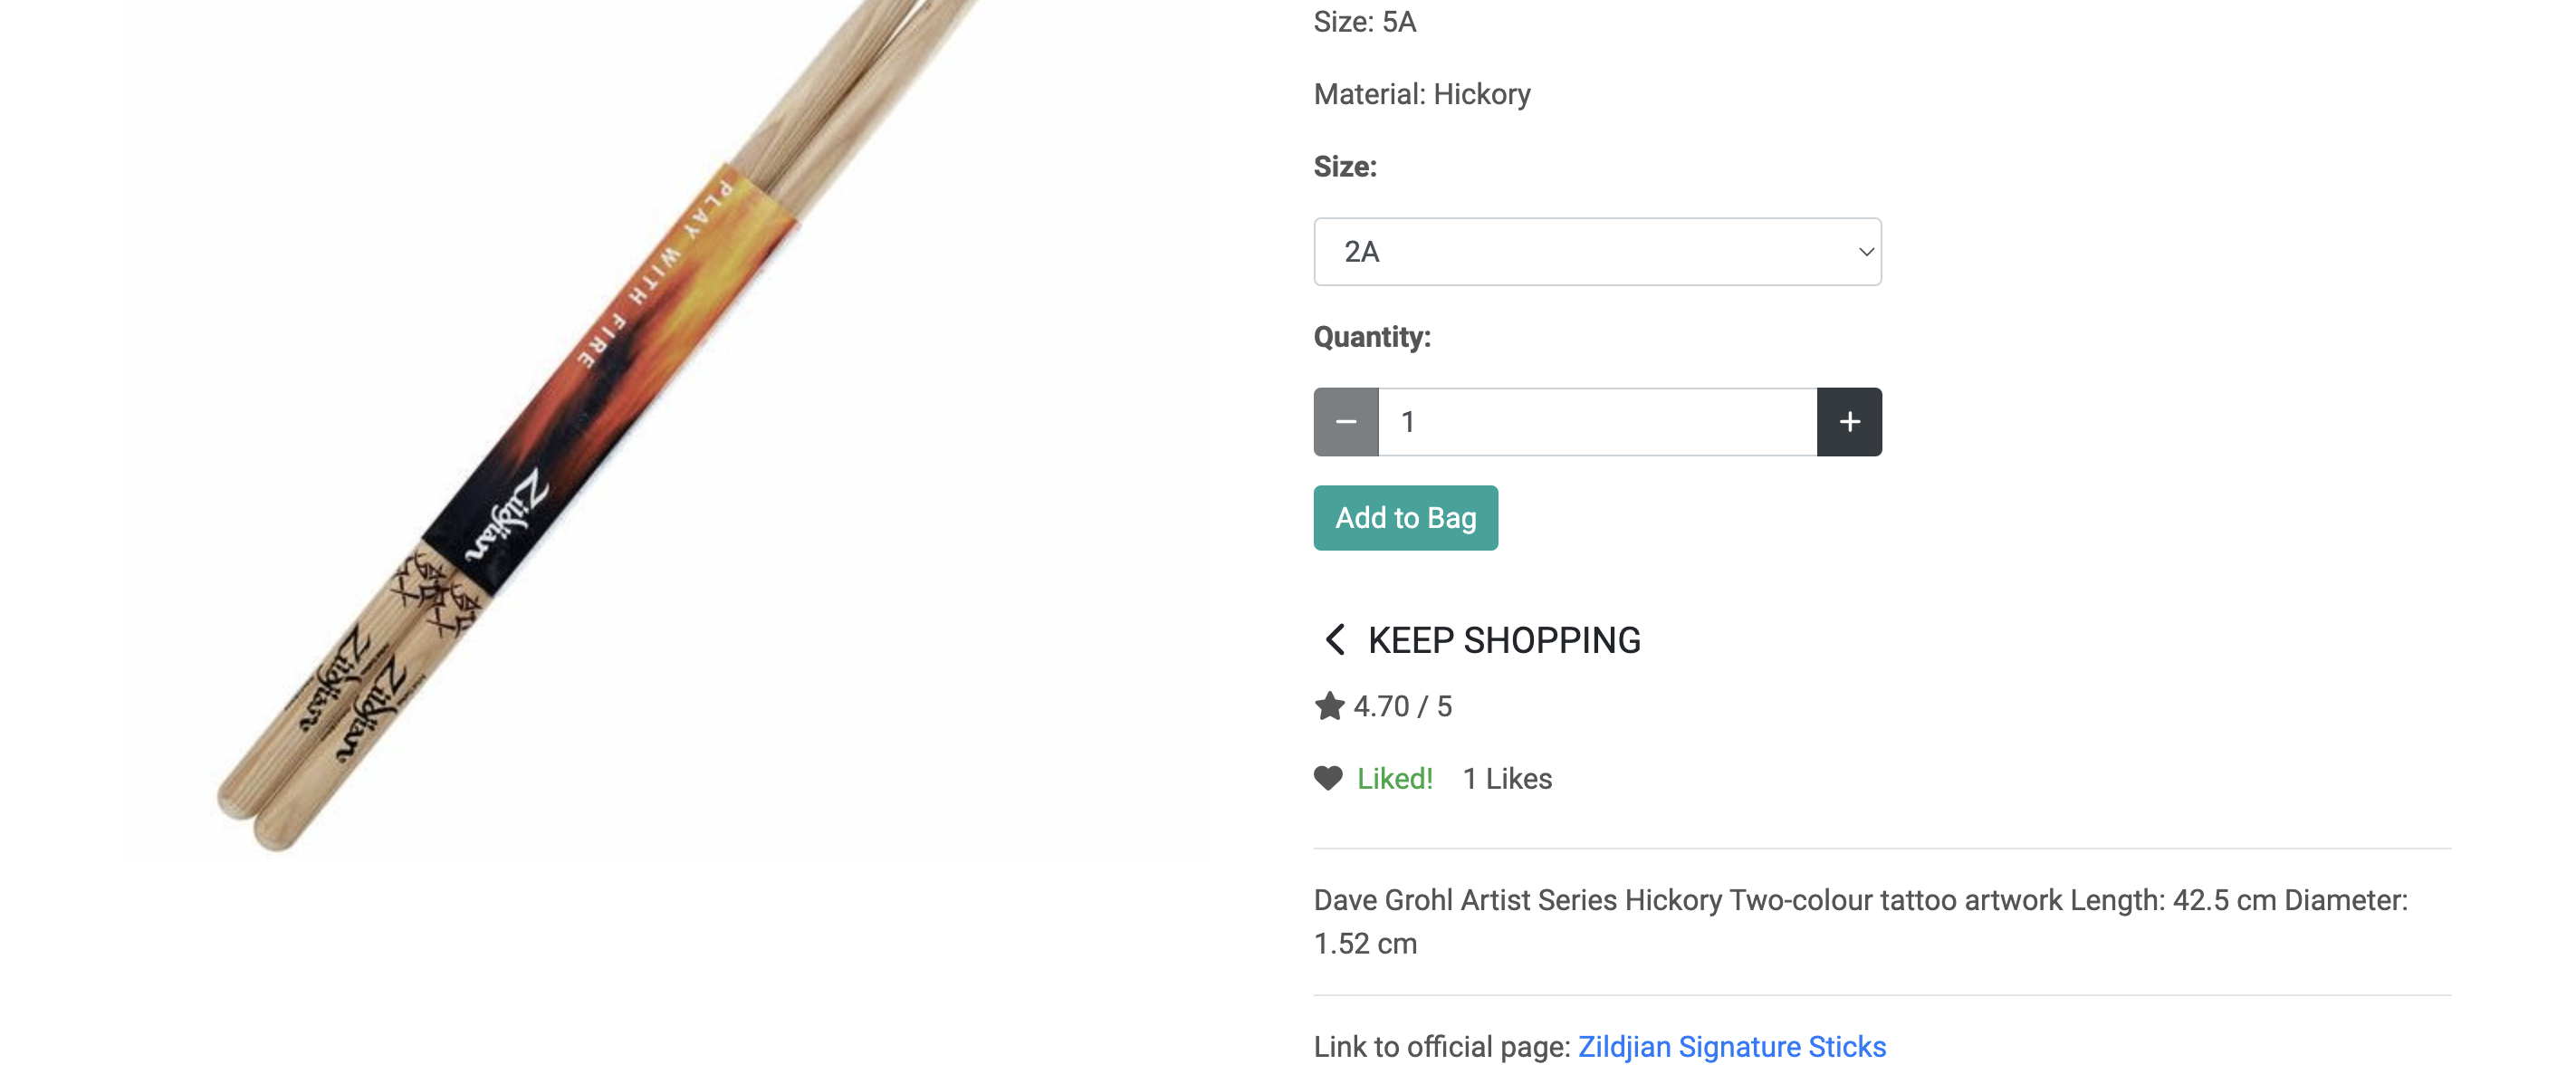 Size: 5A
Material: Hickory
Size:
2A
Quantity:
1
Add to Bag
KEEP SHOPPING
4.70 / 5
Liked! 1 Likes
Dave Grohl Artist Series Hickory Two-colour tattoo artwork Length: 42.5 cm Diameter:
1.52 cm
Link to official page: Zildjian Signature Sticks
PLAY WITH FIRE
Zildjian
Zildjian
Zildjian